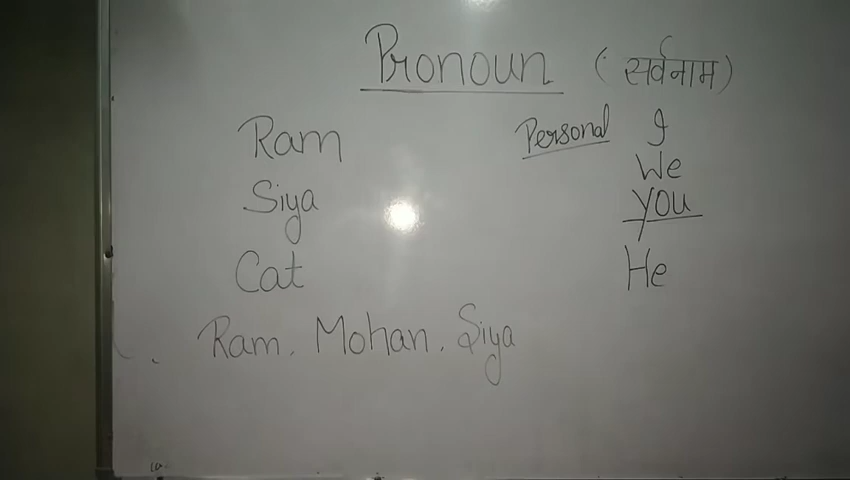 Pronoun (सर्वनाम)
Ram Personal I
We
Siya you
Cat He
Ram, Mohan, Siya